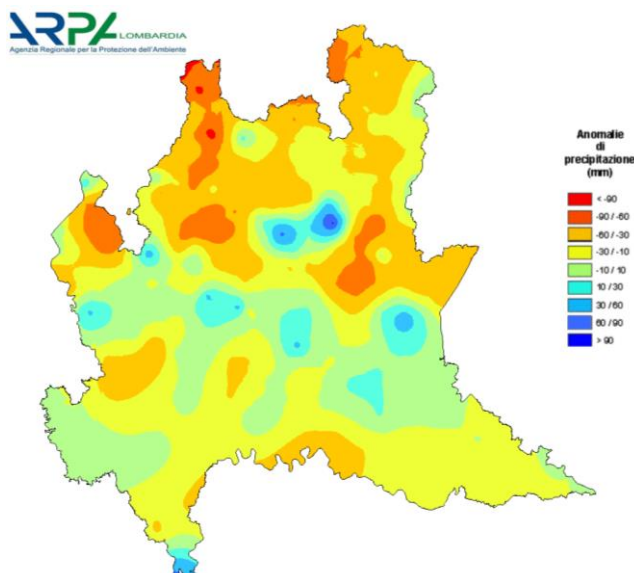 ARPA LOMBARDIA
Agenzia Regionale per la Protezione dell'Ambiente
Anomalie
di
precipitazione
(mm)
< -90
-90 / -60
-60 / -30
-30 / -10
-10 / 10
10 / 30
30 / 60
60 / 90
> 90